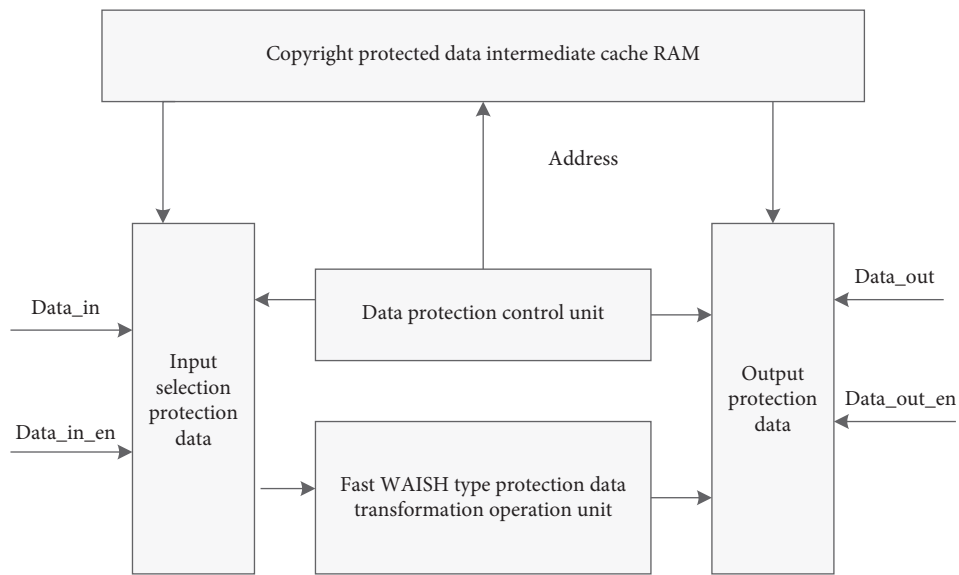 Copyright protected data intermediate cache RAM
Address
Data_in
Data_in_en
Input
selection
protection
data
Data protection control unit
Fast WAISH type protection data
transformation operation unit
Output
protection
data
Data_out
Data_out_en